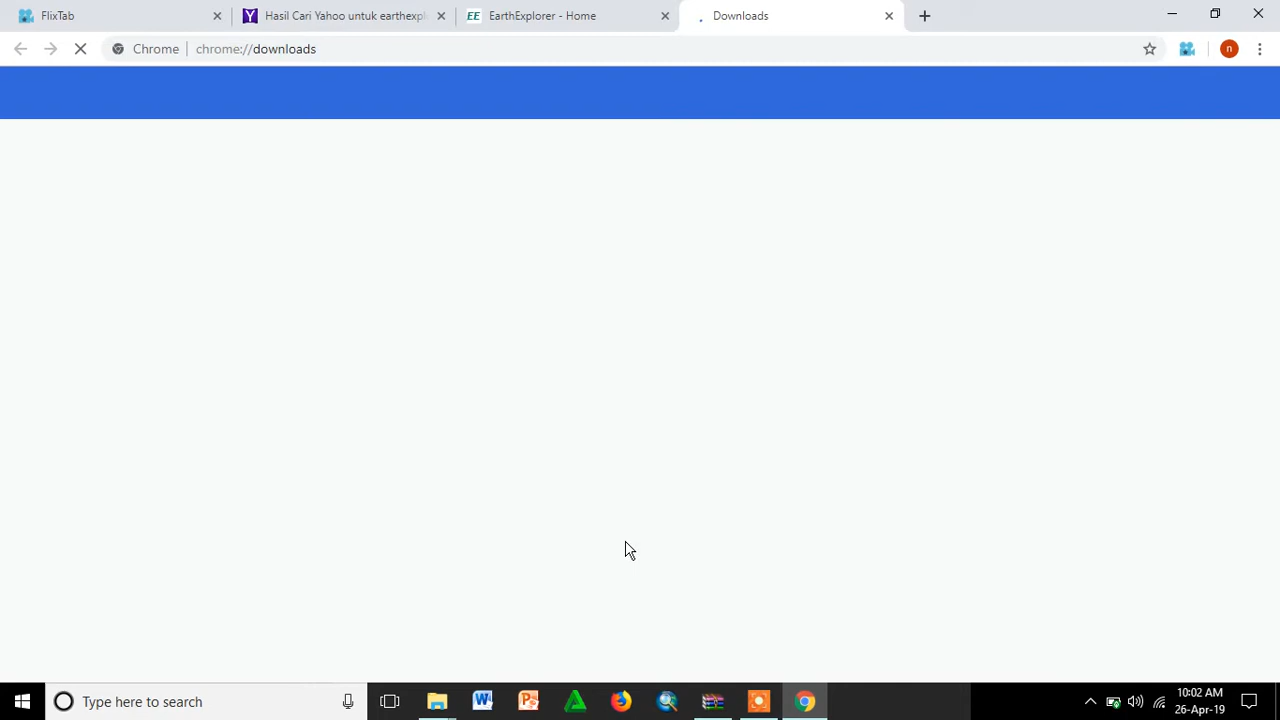 FlixTab
Hasil Cari Yahoo untuk earthexpl
EE EarthExplorer - Home
Downloads
Chrome chrome://downloads
n
Type here to search
10:02 AM
26-Apr-19